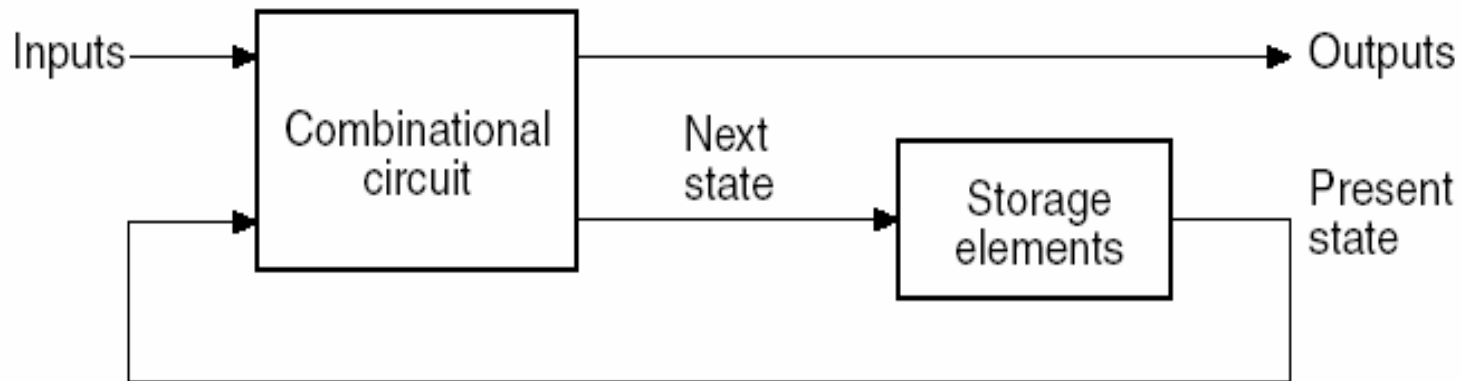 Inputs
Combinational
circuit
Outputs
Next
state
Storage
elements
Present
state